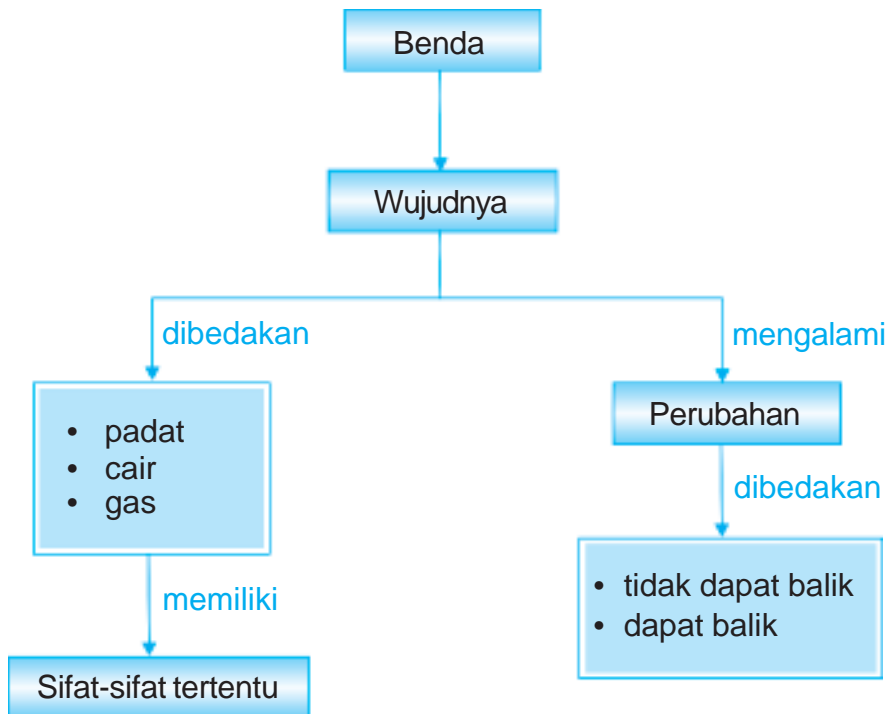 Benda
Wujudnya
dibedakan
mengalami
• padat
• cair
• gas
Perubahan
dibedakan
memiliki
• tidak dapat balik
• dapat balik
Sifat-sifat tertentu